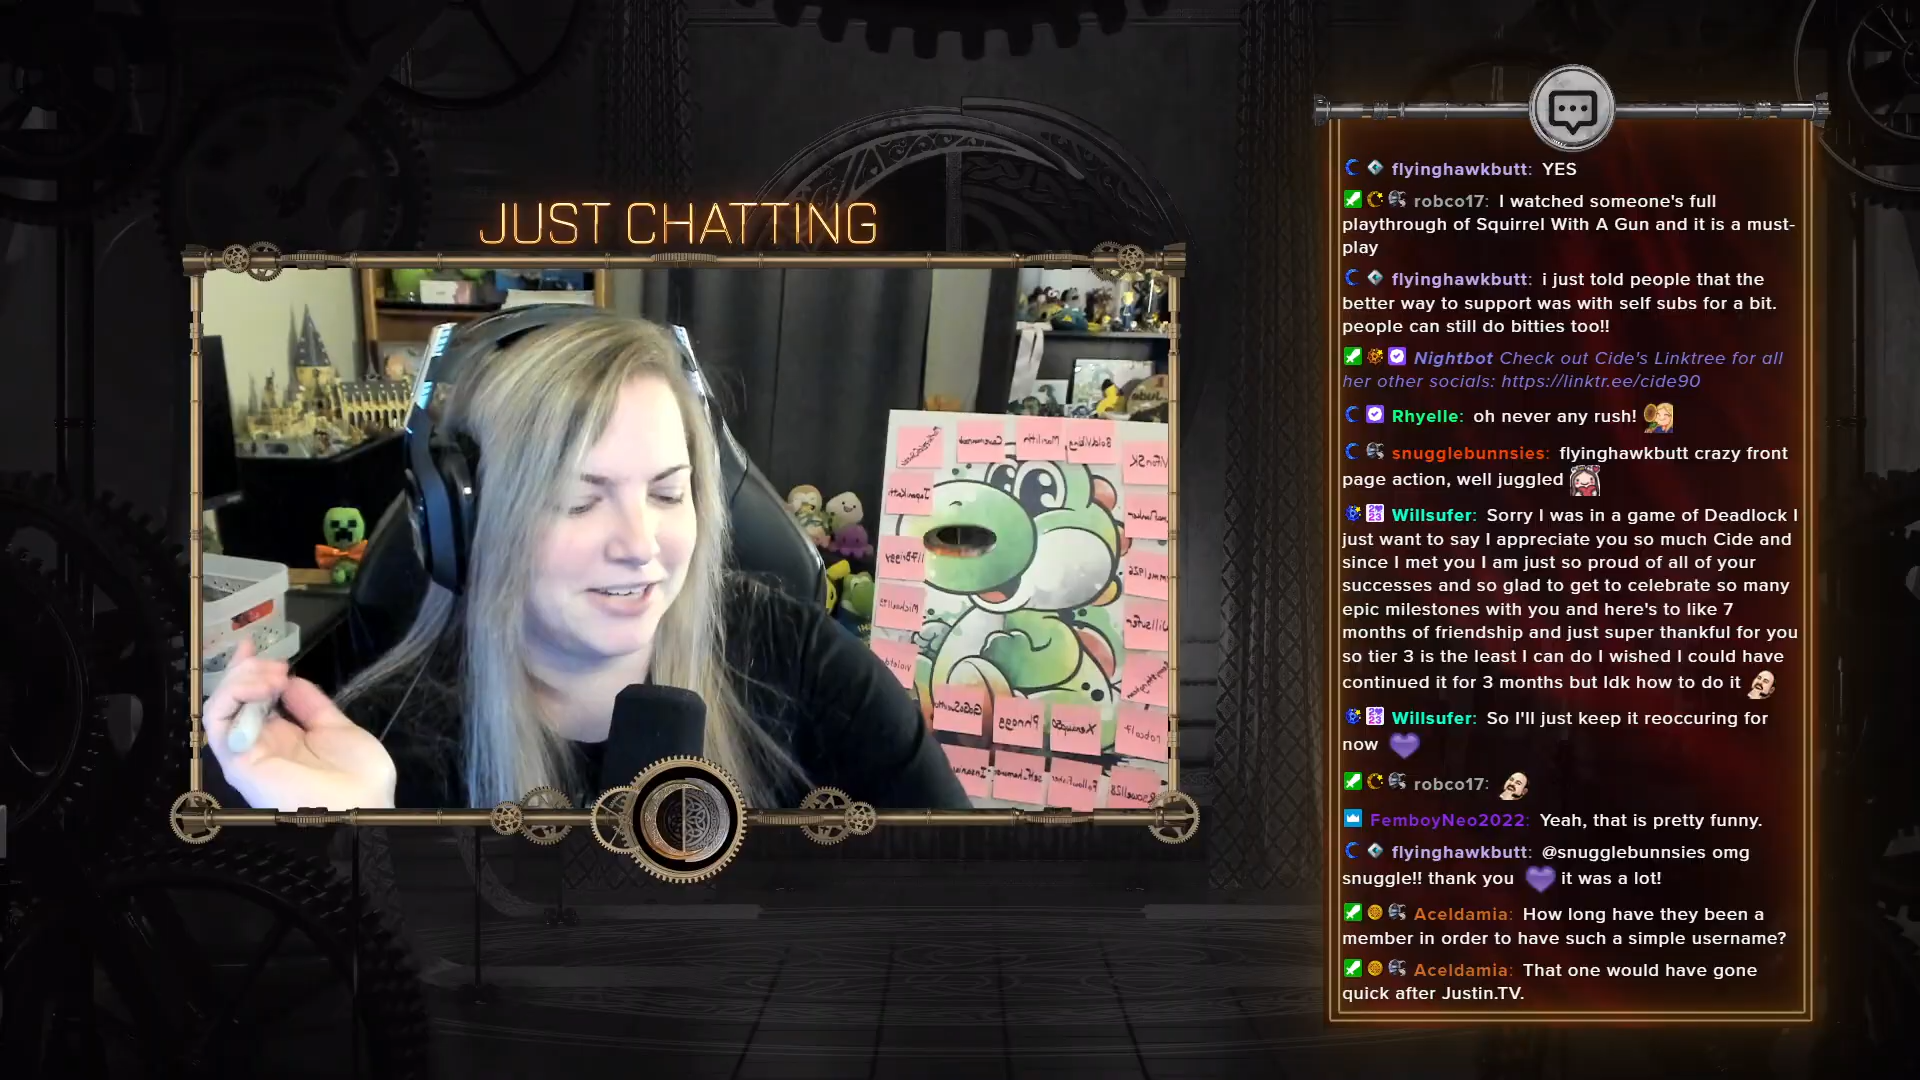 JUST CHATTING
flyinghawkbutt: YES
robco17: I watched someone's full
playthrough of Squirrel With A Gun and it is a must-
play
flyinghawkbutt: i just told people that the
better way to support was with self subs for a bit.
people can still do bitties too!!
Nightbot Check out Cide's Linktree for all
her other socials: https://linktr.ee/cide90
Rhyelle: oh never any rush!
snugglebunnsies: flyinghawkbutt crazy front
page action, well juggled
Willsufer: Sorry I was in a game of Deadlock I
just want to say I appreciate you so much Cide and
since I met you I am just so proud of all of your
successes and so glad to get to celebrate so many
epic milestones with you and here's to like 7
months of friendship and just super thankful for you
so tier 3 is the least I can do I wished I could have
continued it for 3 months but Idk how to do it
Willsufer: So I'll just keep it reoccuring for
now
robco17:
FemboyNeo2022: Yeah, that is pretty funny.
flyinghawkbutt: @snugglebunnsies omg
snuggle!! thank you it was a lot!
Aceldamia: How long have they been a
member in order to have such a simple username?
Aceldamia: That one would have gone
quick after Justin.TV.
Marilith
BoldViking
Phnogg
Willsufer
robco17